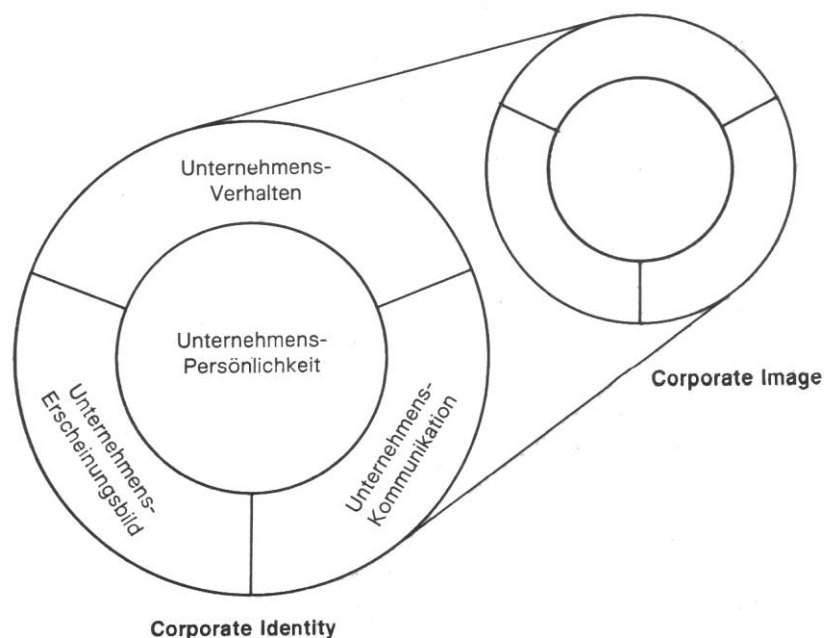 Unternehmens-
Verhalten
Unternehmens-
Persönlichkeit
Unternehmens-
Erscheinungsbild
Unternehmens-
Kommunikation
Corporate Image
Corporate Identity